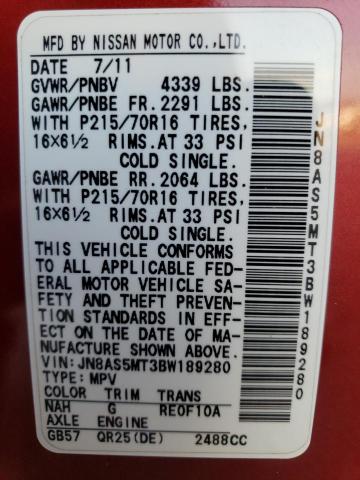 MFD BY NISSAN MOTOR CO.,LTD.
DATE 7/11
GVWR/PNBV 4339 LBS.
GAWR/PNBE FR. 2291 LBS.
WITH P215/70R16 TIRES,
16×6½ RIMS.AT 33 PSI
COLD SINGLE.
GAWR/PNBE RR. 2064 LBS.
WITH P215/70R16 TIRES,
16×6½ RIMS.AT 33 PSI
COLD SINGLE.
THIS VEHICLE CONFORMS
TO ALL APPLICABLE FED-
ERAL MOTOR VEHICLE SA-
FETY AND THEFT PREVEN-
TION STANDARDS IN EFF-
ECT ON THE DATE OF MA-
NUFACTURE SHOWN ABOVE.
VIN: JN8AS5MT3BW189280
TYPE: MPV
COLOR TRIM TRANS
NAH G RE0F10A
AXLE ENGINE
GB57 QR25(DE) 2488CC
JN8AS5MT3BW189280